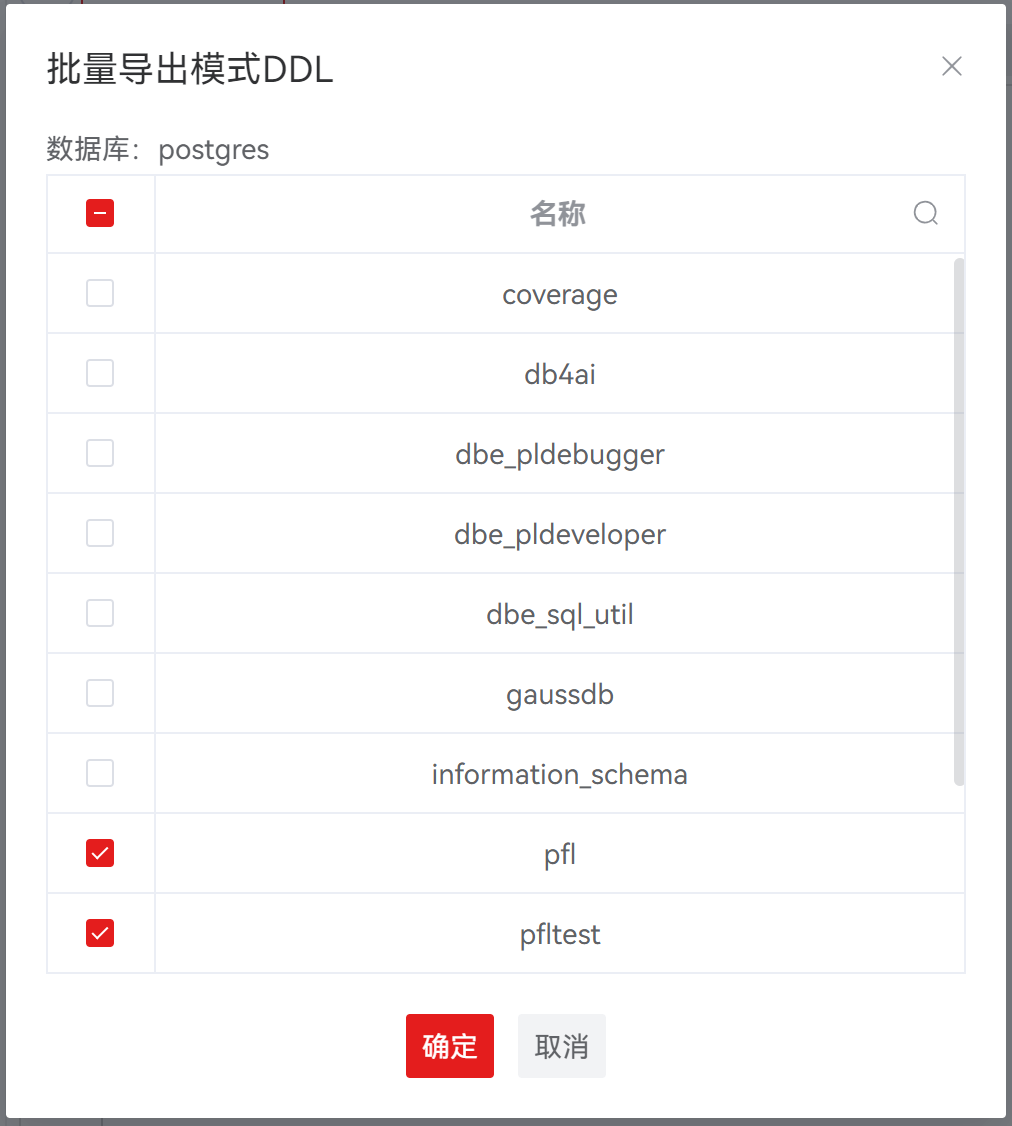 批量导出模式DDL
数据库： postgres
名称
coverage
db4ai
dbe_pldebugger
dbe_pldeveloper
dbe_sql_util
gaussdb
information_schema
pfl
pfltest
确定 取消